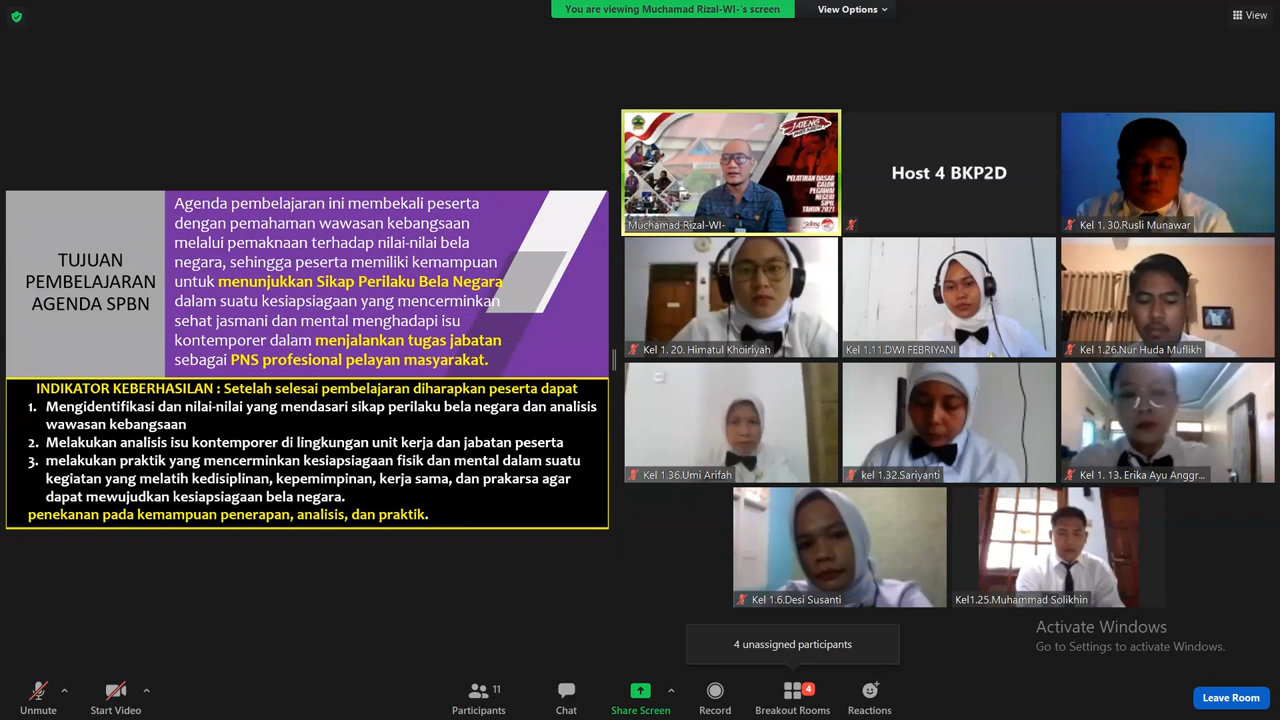 You are viewing Muchamad Rizal-WI-'s screen
View Options
View
TUJUAN
PEMBELAJARAN
AGENDA SPBN
Agenda pembelajaran ini membekali peserta
dengan pemahaman wawasan kebangsaan
melalui pemaknaan terhadap nilai-nilai bela
negara, sehingga peserta memiliki kemampuan
untuk menunjukkan Sikap Perilaku Bela Negara
dalam suatu kesiapsiagaan yang mencerminkan
sehat jasmani dan mental menghadapi isu
kontemporer dalam menjalankan tugas jabatan
sebagai PNS profesional pelayan masyarakat.
INDIKATOR KEBERHASILAN : Setelah selesai pembelajaran diharapkan peserta dapat
1. Mengidentifikasi dan nilai-nilai yang mendasari sikap perilaku bela negara dan analisis
wawasan kebangsaan
2. Melakukan analisis isu kontemporer di lingkungan unit kerja dan jabatan peserta
3. melakukan praktik yang mencerminkan kesiapsiagaan fisik dan mental dalam suatu
kegiatan yang melatih kedisiplinan, kepemimpinan, kerja sama, dan prakarsa agar
dapat mewujudkan kesiapsiagaan bela negara.
penekanan pada kemampuan penerapan, analisis, dan praktik.
JATENG
PELATIHAN DASAR
CALON
PEGAWAI
NEGERI
SIPIL
TAHUN 2021
Muchamad Rizal-WI-
Host 4 BKP2D
Kel 1. 30.Rusli Munawar
Kel 1. 20. Himatul Khoiriyah
Kel 1.11.DWI FEBRIYANI
Kel 1.26.Nur Huda Muflikh
Kel 1.36.Umi Arifah
kel 1.32.Sariyanti
Kel 1. 13. Erika Ayu Anggr...
Kel 1.6.Desi Susanti
Kel1.25.Muhammad Solikhin
4 unassigned participants
Activate Windows
Go to Settings to activate Windows.
Unmute
Start Video
11
Participants
Chat
Share Screen
Record
4
Breakout Rooms
Reactions
Leave Room